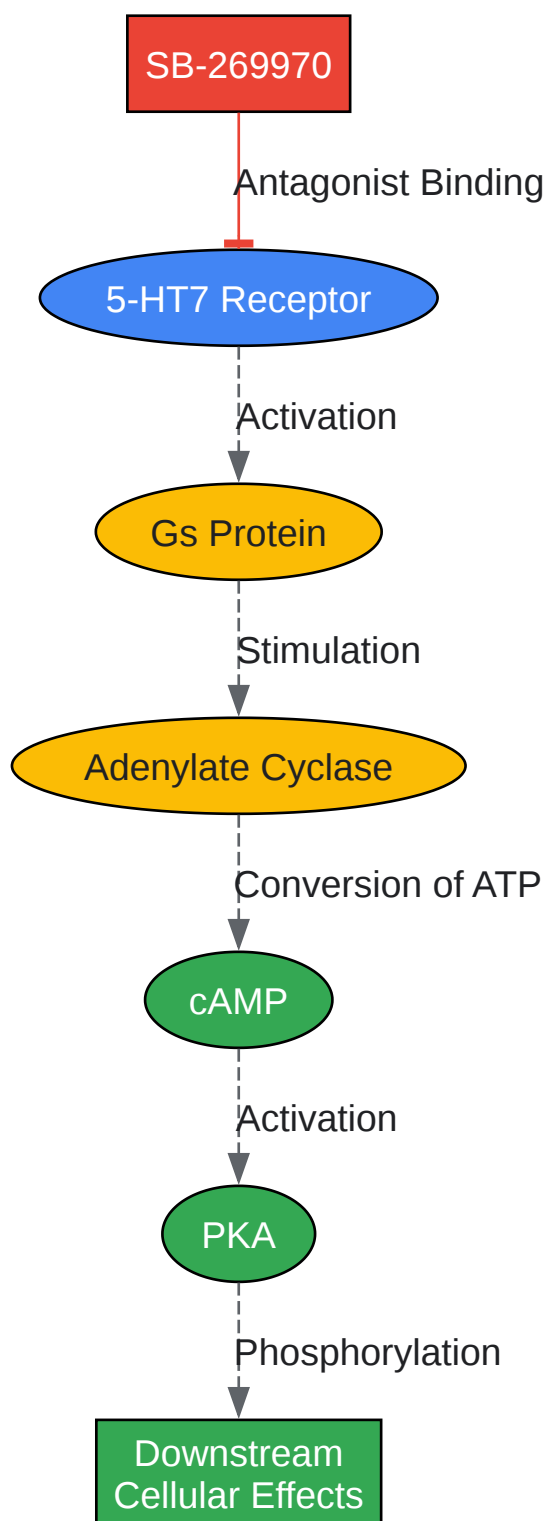 SB-269970
Antagonist Binding
5-HT7 Receptor
Activation
Gs Protein
Stimulation
Adenylate Cyclase
Conversion of ATP
cAMP
Activation
PKA
Phosphorylation
Downstream
Cellular Effects